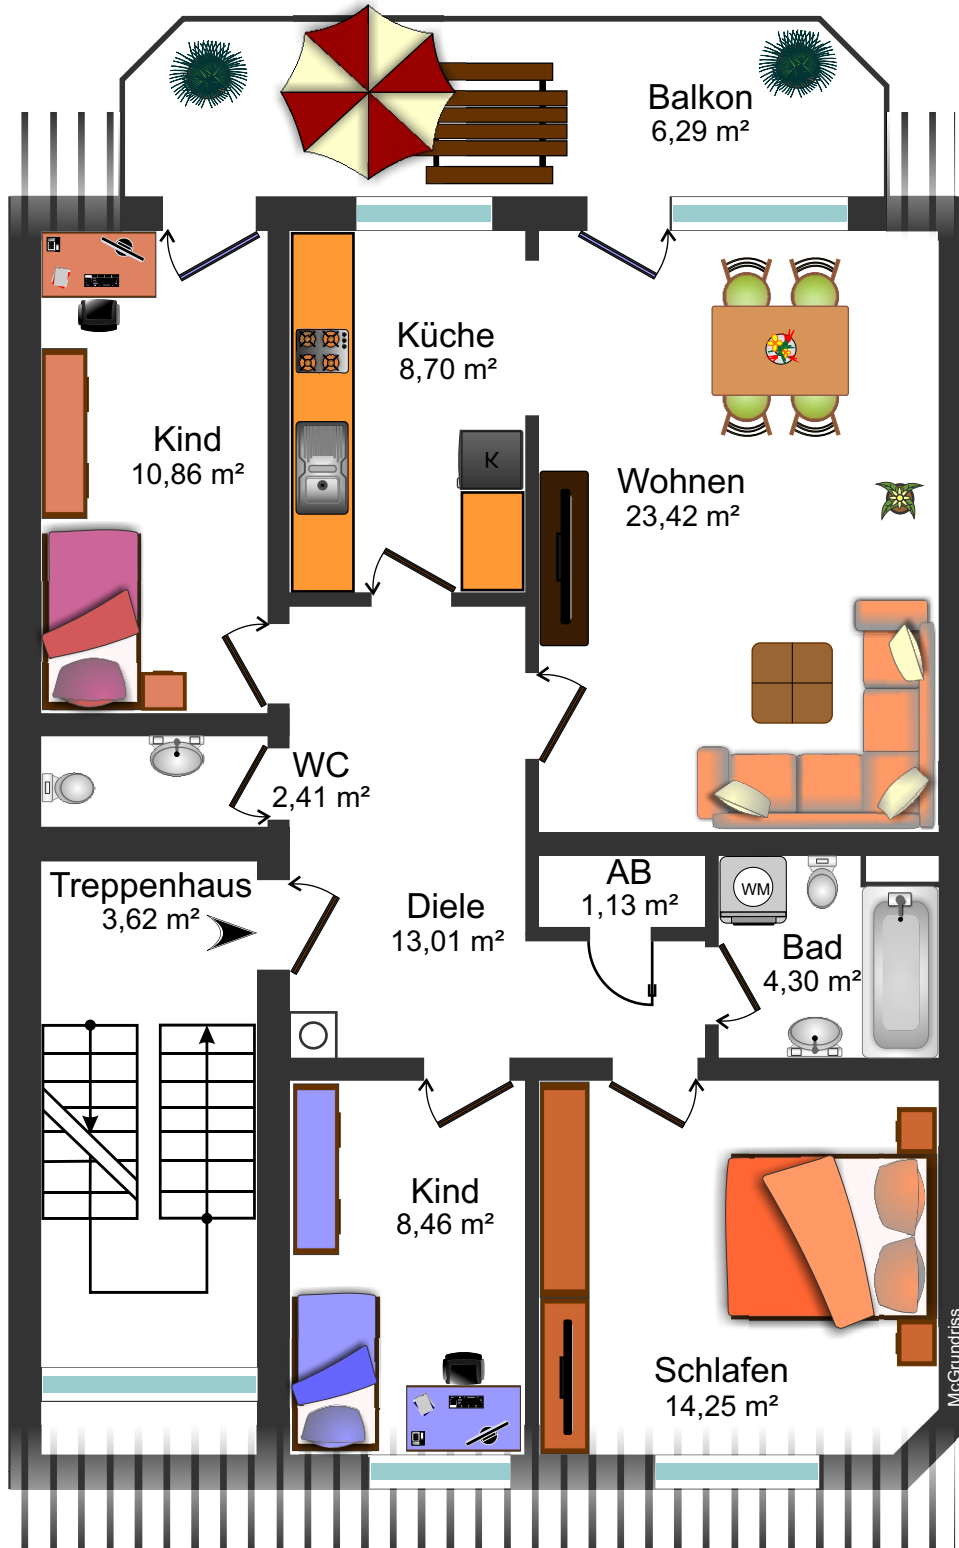 Balkon
6,29 m²
Küche
8,70 m²
Kind
10,86 m²
K
Wohnen
23,42 m²
WC
2,41 m²
Treppenhaus
3,62 m²
Diele
13,01 m²
AB
1,13 m²
WM
Bad
4,30 m²
Kind
8,46 m²
Schlafen
14,25 m²
McGrundriss